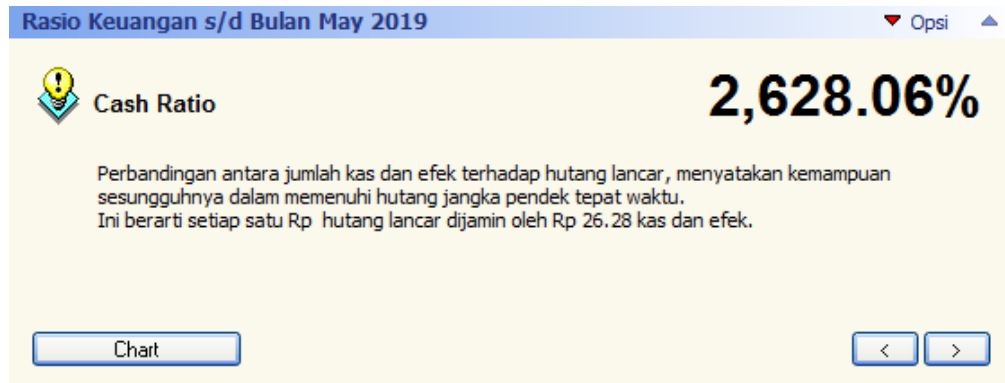 Rasio Keuangan s/d Bulan May 2019
Opsi
Cash Ratio
2,628.06%
Perbandingan antara jumlah kas dan efek terhadap hutang lancar, menyatakan kemampuan
sesungguhnya dalam memenuhi hutang jangka pendek tepat waktu.
Ini berarti setiap satu Rp  hutang lancar dijamin oleh Rp 26.28 kas dan efek.
Chart
<
>